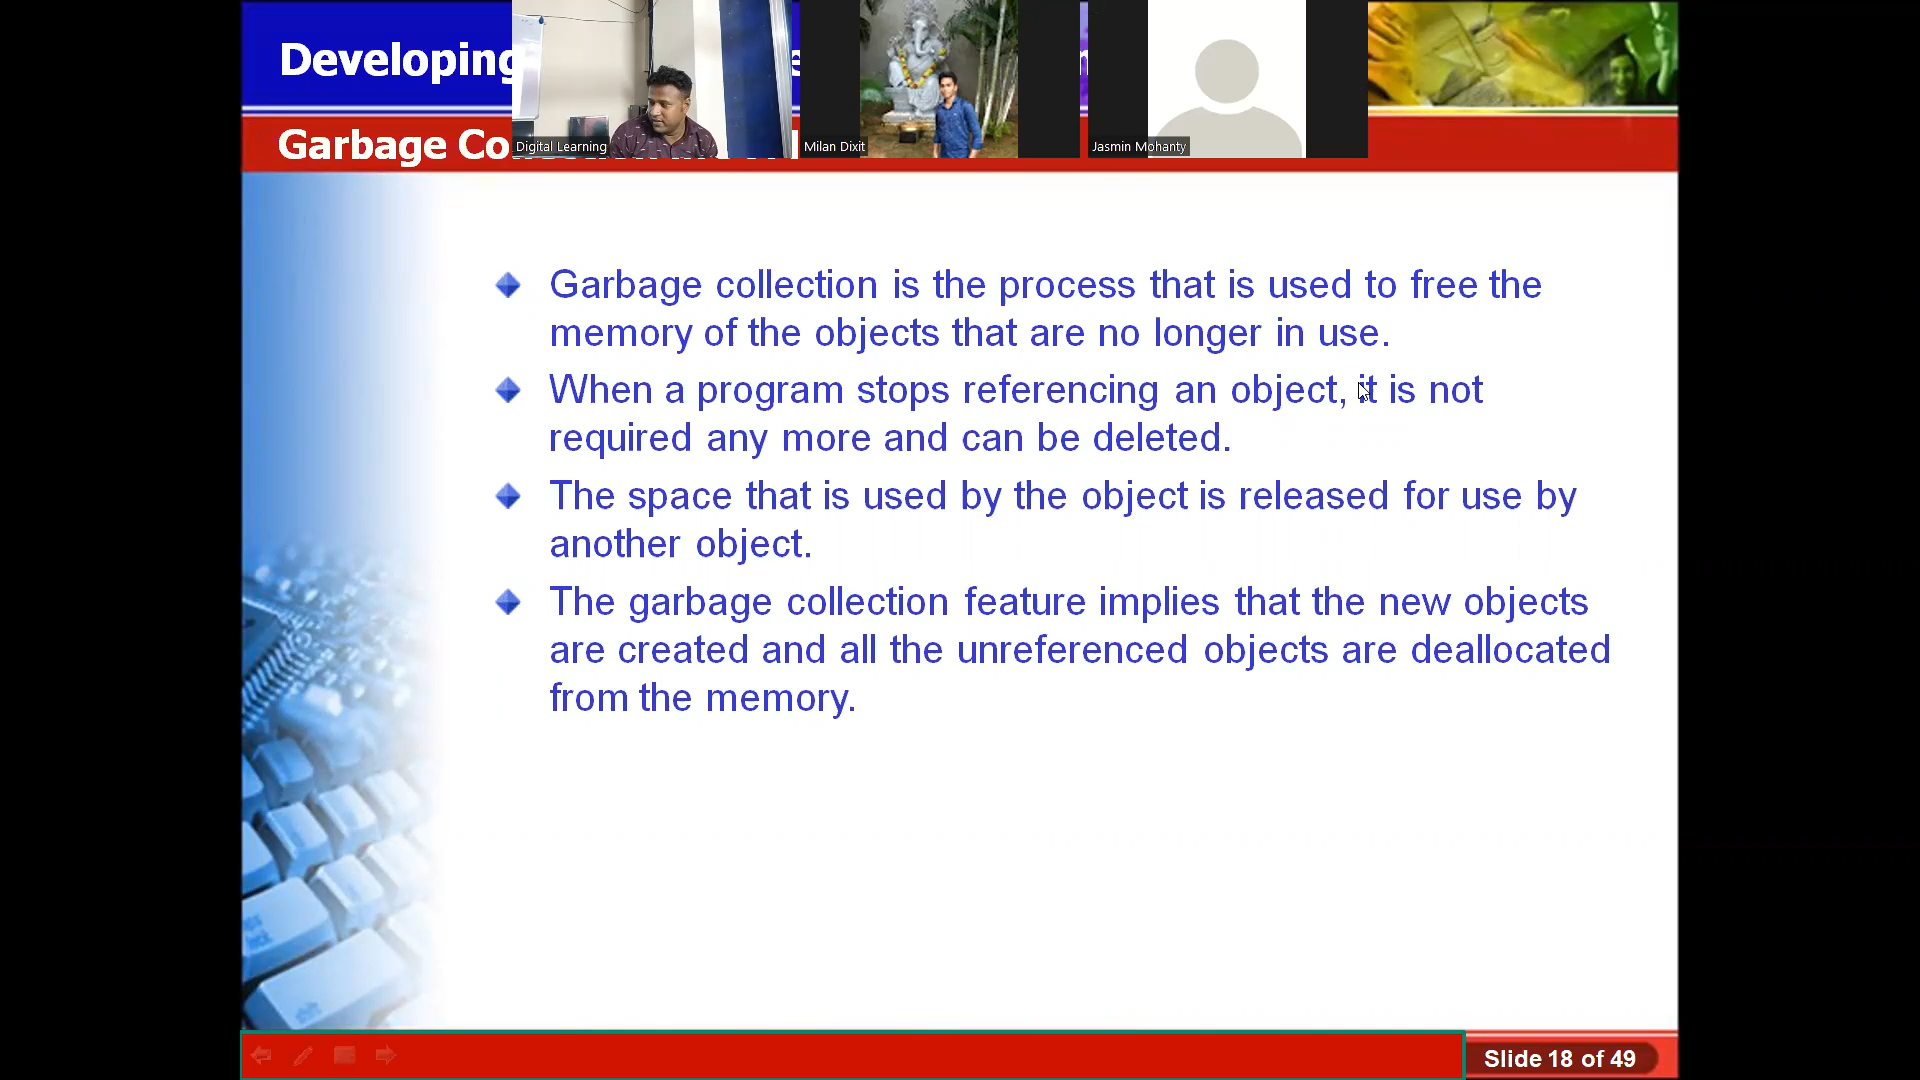 Developing
Garbage Co
Digital Learning
Milan Dixit
Jasmin Mohanty
Garbage collection is the process that is used to free the
memory of the objects that are no longer in use.
When a program stops referencing an object, it is not
required any more and can be deleted.
The space that is used by the object is released for use by
another object.
The garbage collection feature implies that the new objects
are created and all the unreferenced objects are deallocated
from the memory.
Slide 18 of 49